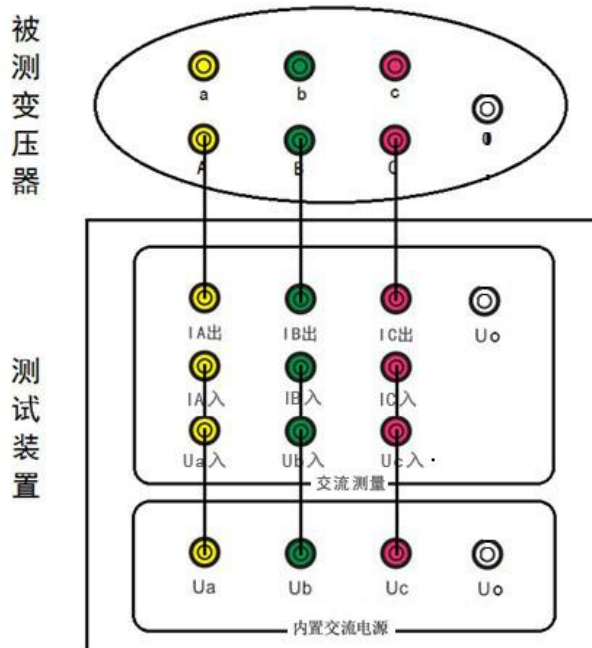 被测变压器
a b c
A B C 0
测试装置
IA出 IB出 IC出 Uo
IA入 IB入 IC入
Ua入 Ub入 Uc入
交流测量
Ua Ub Uc Uo
内置交流电源